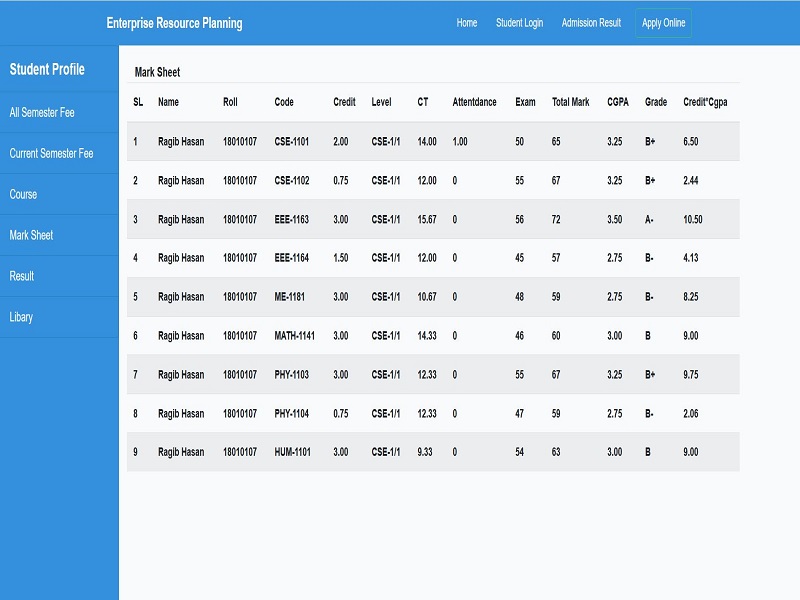 Enterprise Resource Planning Home Student Login Admission Result Apply Online
Student Profile
All Semester Fee
Current Semester Fee
Course
Mark Sheet
Result
Libary
Mark Sheet
SL Name Roll Code Credit Level CT Attentdance Exam Total Mark CGPA Grade Credit*Cgpa
1 Ragib Hasan 18010107 CSE-1101 2.00 CSE-1/1 14.00 1.00 50 65 3.25 B+ 6.50
2 Ragib Hasan 18010107 CSE-1102 0.75 CSE-1/1 12.00 0 55 67 3.25 B+ 2.44
3 Ragib Hasan 18010107 EEE-1163 3.00 CSE-1/1 15.67 0 56 72 3.50 A- 10.50
4 Ragib Hasan 18010107 EEE-1164 1.50 CSE-1/1 12.00 0 45 57 2.75 B- 4.13
5 Ragib Hasan 18010107 ME-1181 3.00 CSE-1/1 10.67 0 48 59 2.75 B- 8.25
6 Ragib Hasan 18010107 MATH-1141 3.00 CSE-1/1 14.33 0 46 60 3.00 B 9.00
7 Ragib Hasan 18010107 PHY-1103 3.00 CSE-1/1 12.33 0 55 67 3.25 B+ 9.75
8 Ragib Hasan 18010107 PHY-1104 0.75 CSE-1/1 12.33 0 47 59 2.75 B- 2.06
9 Ragib Hasan 18010107 HUM-1101 3.00 CSE-1/1 9.33 0 54 63 3.00 B 9.00